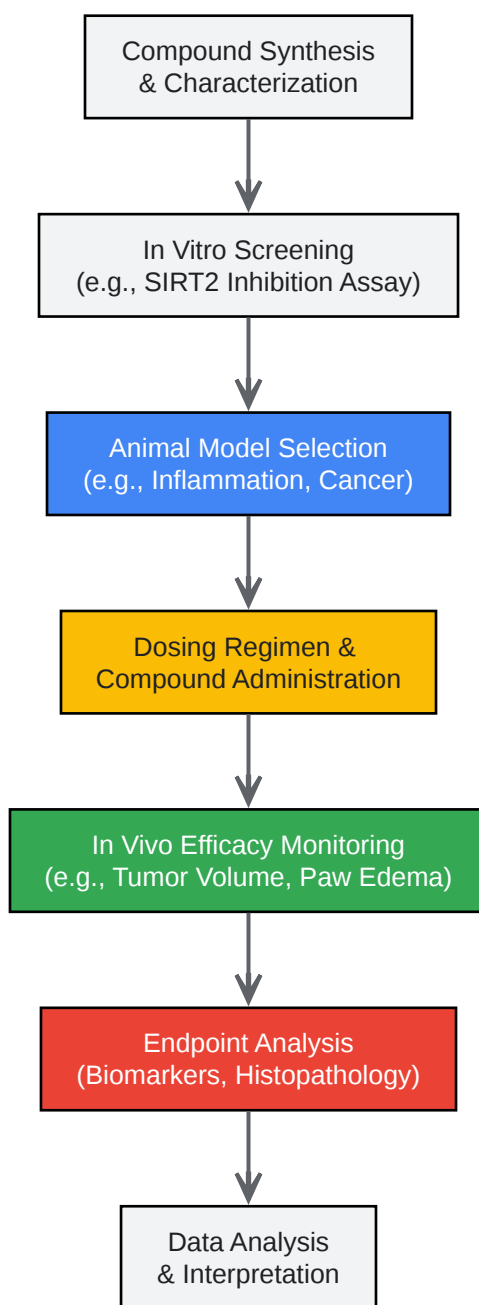 Compound Synthesis
& Characterization
In Vitro Screening
(e.g., SIRT2 Inhibition Assay)
Animal Model Selection
(e.g., Inflammation, Cancer)
Dosing Regimen &
Compound Administration
In Vivo Efficacy Monitoring
(e.g., Tumor Volume, Paw Edema)
Endpoint Analysis
(Biomarkers, Histopathology)
Data Analysis
& Interpretation